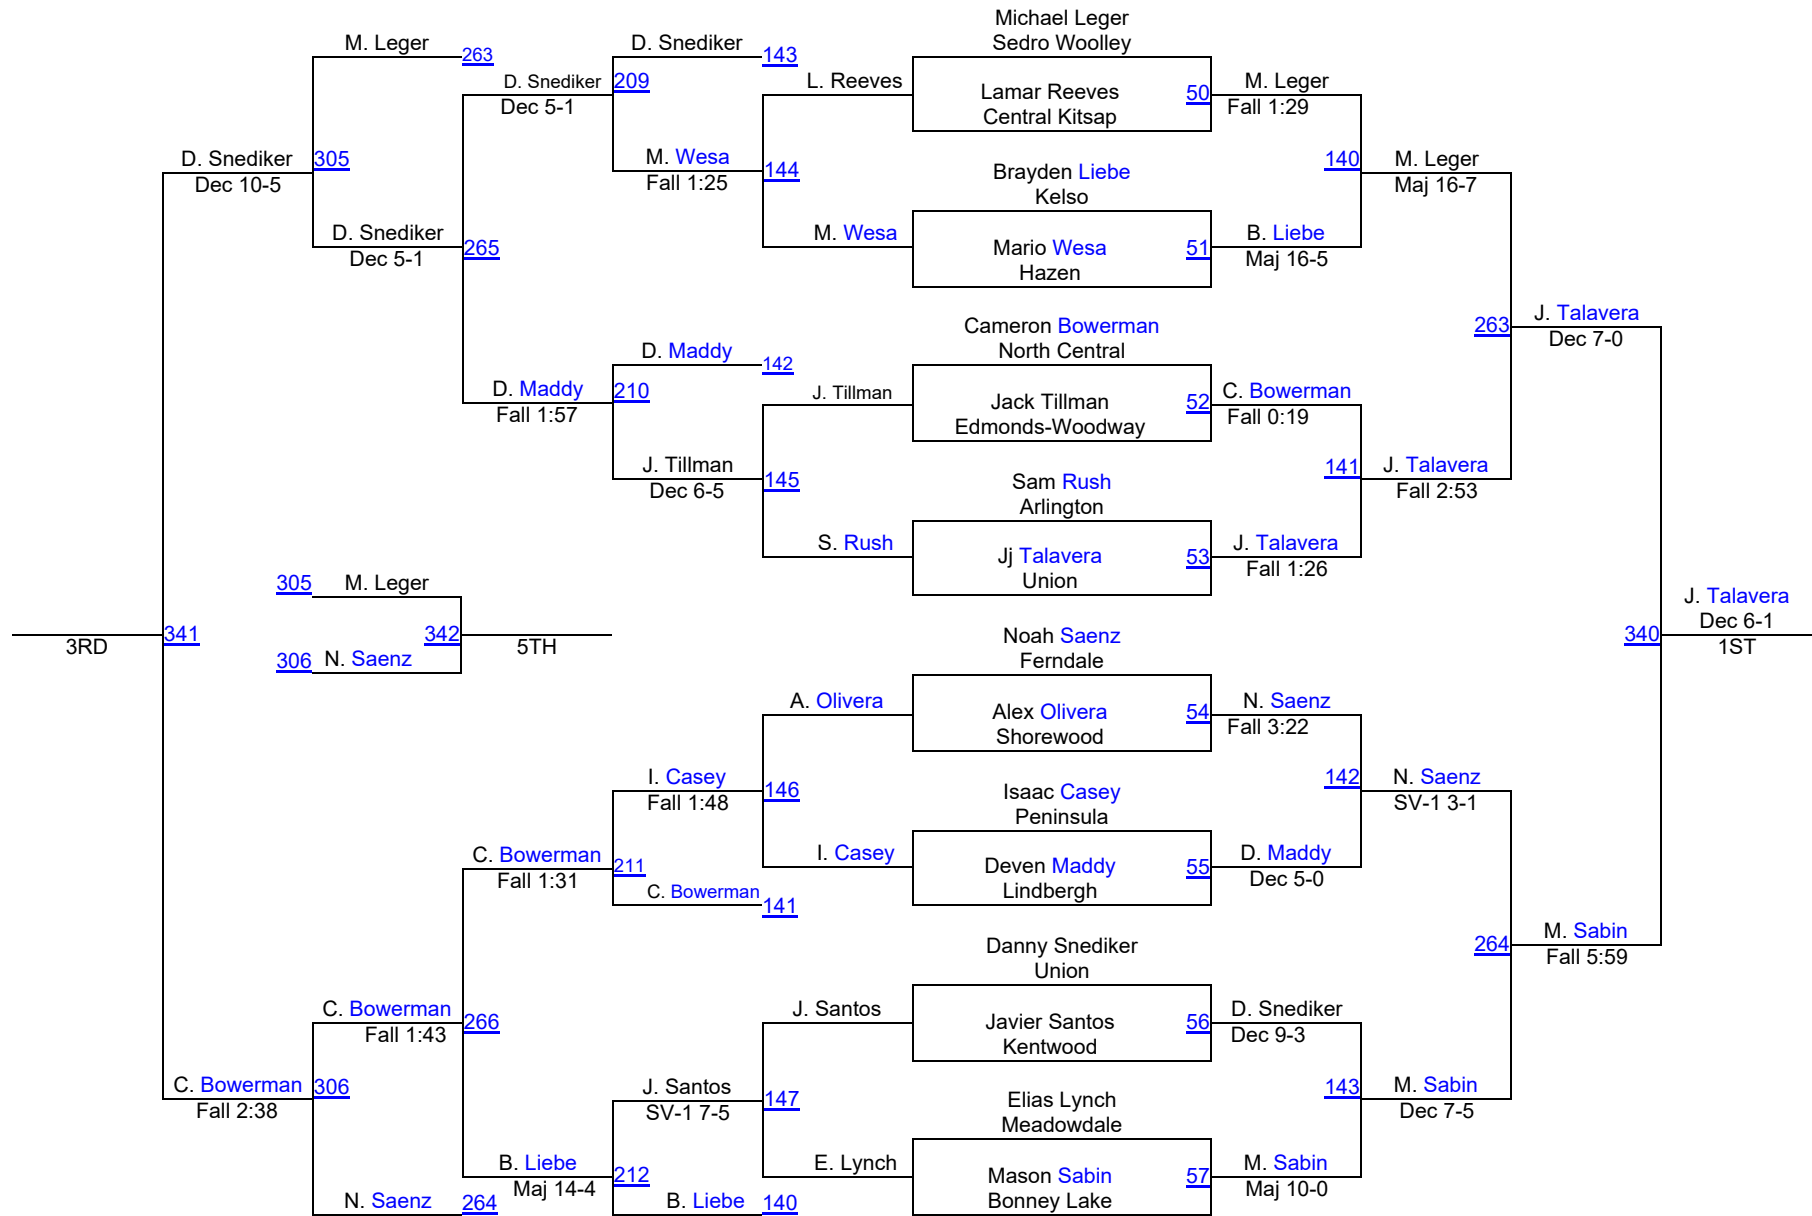 Michael Leger
M. Leger
D. Snediker
Sedro Woolley
263
143
D. Snediker
209
L. Reeves
M. Leger
Dec 5-1
Lamar Reeves
50
Fall 1:29
Central Kitsap
D. Snediker
305
M. Wesa
144
Brayden Liebe
140
M. Leger
Dec 10-5
Fall 1:25
Kelso
Maj 16-7
D. Snediker
265
M. Wesa
Mario Wesa
51
B. Liebe
Dec 5-1
Hazen
Maj 16-5
Cameron Bowerman
263
J. Talavera
D. Maddy
142
North Central
Dec 7-0
D. Maddy
210
J. Tillman
Jack Tillman
52
C. Bowerman
Fall 1:57
Edmonds-Woodway
Fall 0:19
J. Tillman
145
Sam Rush
141
J. Talavera
Dec 6-5
Arlington
Fall 2:53
S. Rush
Jj Talavera
53
J. Talavera
305
M. Leger
Union
Fall 1:26
J. Talavera
341
342
Noah Saenz
340
Dec 6-1
3RD
306
N. Saenz
5TH
Ferndale
1ST
A. Olivera
Alex Olivera
54
N. Saenz
Shorewood
Fall 3:22
I. Casey
146
Isaac Casey
142
N. Saenz
Fall 1:48
Peninsula
SV-1 3-1
C. Bowerman
211
I. Casey
Deven Maddy
55
D. Maddy
Fall 1:31
C. Bowerman
141
Lindbergh
Dec 5-0
Danny Snediker
264
M. Sabin
Union
Fall 5:59
C. Bowerman
266
J. Santos
Javier Santos
56
D. Snediker
Fall 1:43
Kentwood
Dec 9-3
C. Bowerman
306
J. Santos
147
Elias Lynch
143
M. Sabin
Fall 2:38
SV-1 7-5
Meadowdale
Dec 7-5
B. Liebe
212
E. Lynch
Mason Sabin
57
M. Sabin
Maj 14-4
Bonney Lake
Maj 10-0
N. Saenz
264
B. Liebe
140